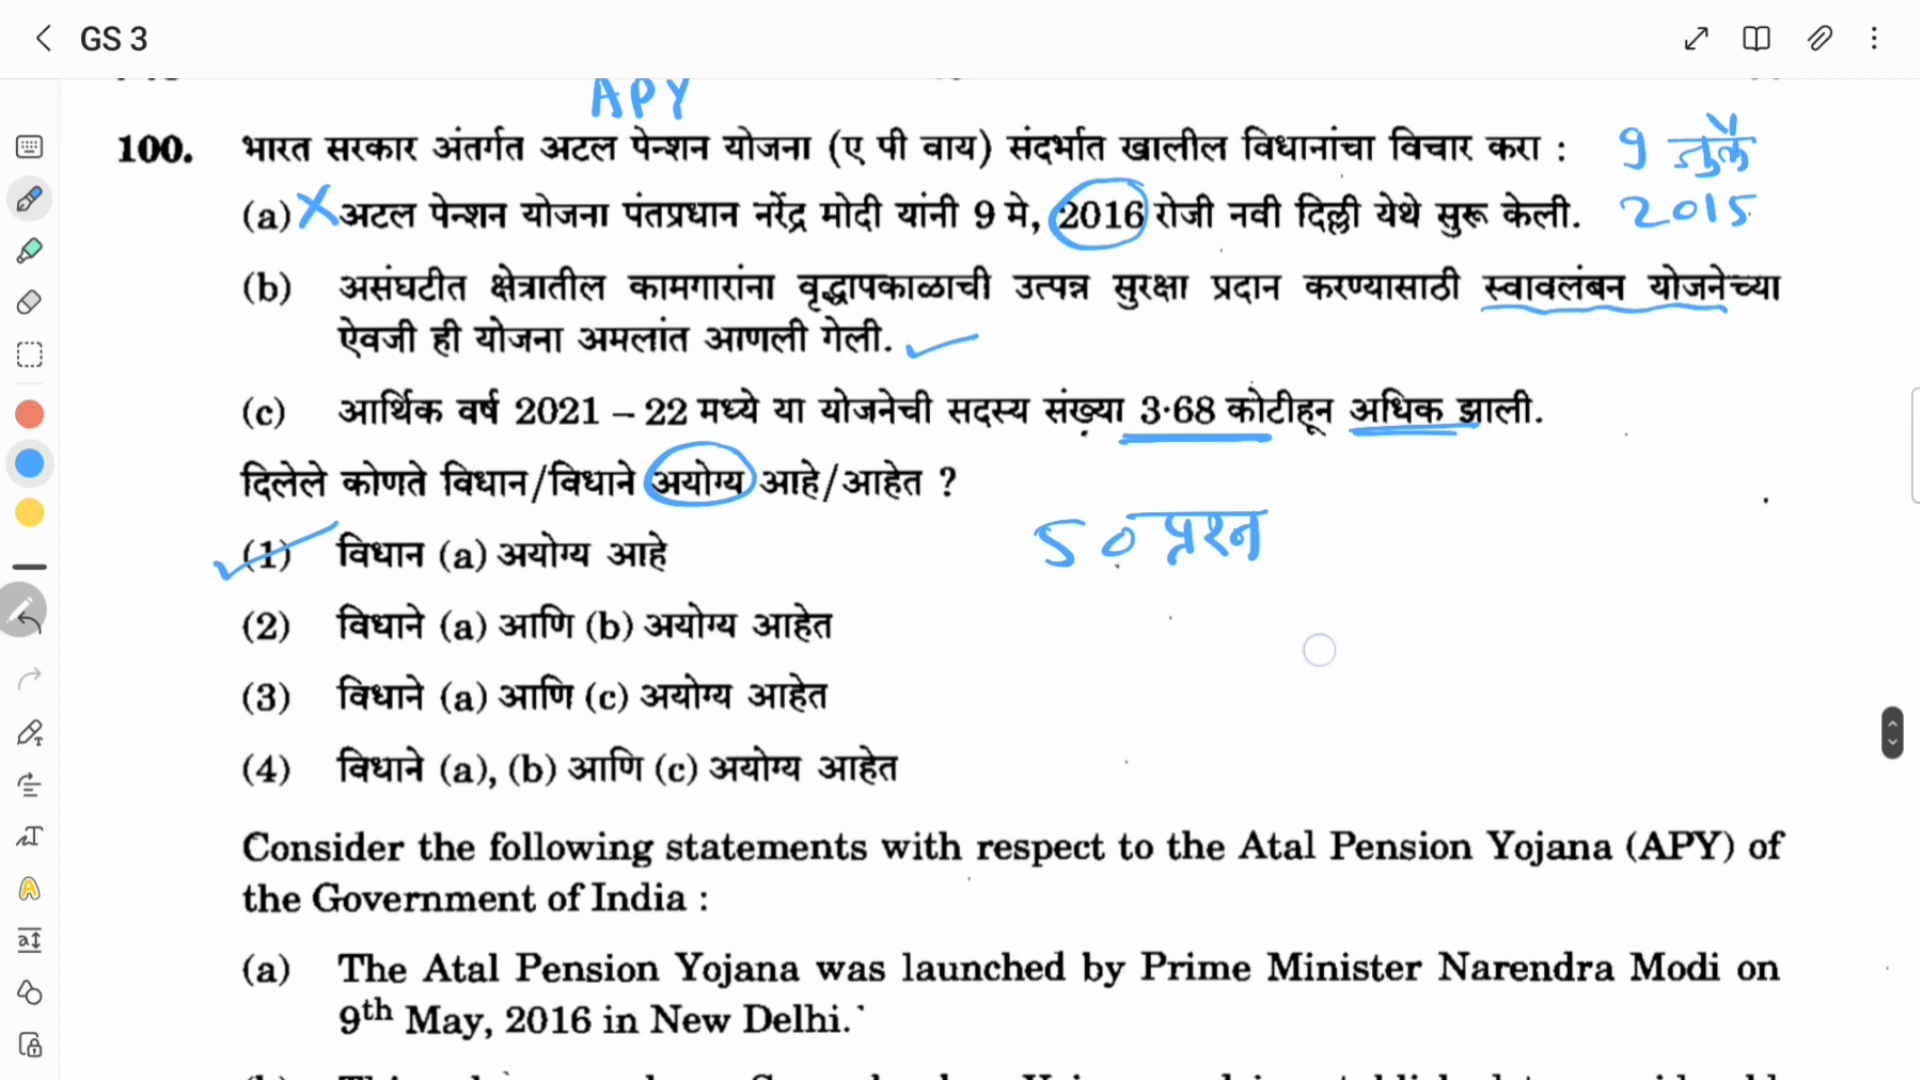 GS 3
APY
100. भारत सरकार अंतर्गत अटल पेन्शन योजना (ए पी वाय) संदर्भात खालील विधानांचा विचार करा :
9
(a) X अटल पेन्शन योजना पंतप्रधान नरेंद्र मोदी यांनी 9 मे, 2016 रोजी नवी दिल्ली येथे सुरू केली.
2015
(b) असंघटीत क्षेत्रातील कामगारांना वृद्धापकाळाची उत्पन्न सुरक्षा प्रदान करण्यासाठी स्वावलंबन योजनेच्या
ऐवजी ही योजना अमलांत आणली गेली.
(c) आर्थिक वर्ष 2021 – 22 मध्ये या योजनेची सदस्य संख्या 3·68 कोटीहून अधिक झाली.
दिलेले कोणते विधान/विधाने अयोग्य आहे/आहेत ?
50 प्रश्न
(1) विधान (a) अयोग्य आहे
(2) विधाने (a) आणि (b) अयोग्य आहेत
(3) विधाने (a) आणि (c) अयोग्य आहेत
(4) विधाने (a), (b) आणि (c) अयोग्य आहेत
Consider the following statements with respect to the Atal Pension Yojana (APY) of
the Government of India :
(a) The Atal Pension Yojana was launched by Prime Minister Narendra Modi on
9th May, 2016 in New Delhi.